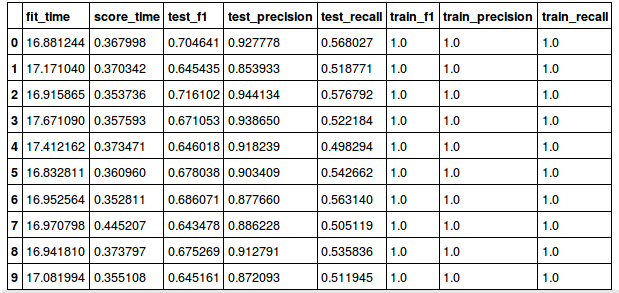 fit_time score_time test_f1 test_precision test_recall train_f1 train_precision train_recall
0 16.881244 0.367998 0.704641 0.927778 0.568027 1.0 1.0 1.0
1 17.171040 0.370342 0.645435 0.853933 0.518771 1.0 1.0 1.0
2 16.915865 0.353736 0.716102 0.944134 0.576792 1.0 1.0 1.0
3 17.671090 0.357593 0.671053 0.938650 0.522184 1.0 1.0 1.0
4 17.412162 0.373471 0.646018 0.918239 0.498294 1.0 1.0 1.0
5 16.832811 0.360960 0.678038 0.903409 0.542662 1.0 1.0 1.0
6 16.952564 0.352811 0.686071 0.877660 0.563140 1.0 1.0 1.0
7 16.970798 0.445207 0.643478 0.886228 0.505119 1.0 1.0 1.0
8 16.941810 0.373797 0.675269 0.912791 0.535836 1.0 1.0 1.0
9 17.081994 0.355108 0.645161 0.872093 0.511945 1.0 1.0 1.0